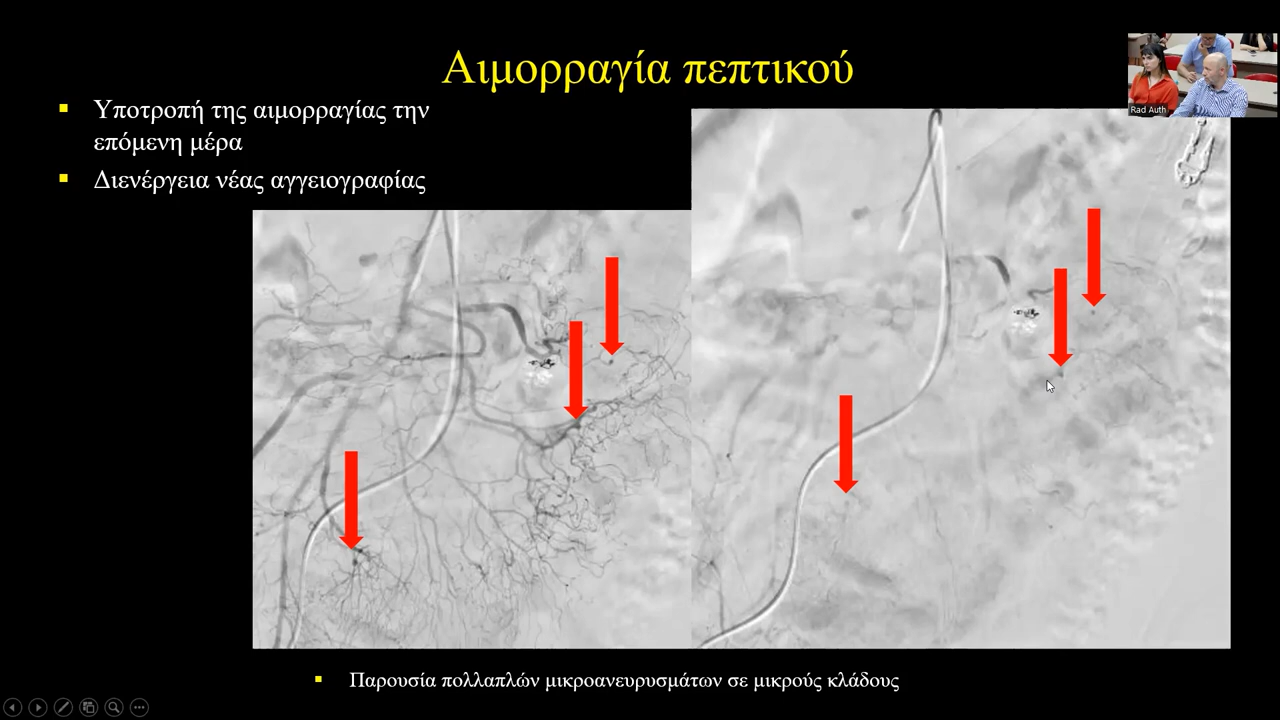 Αιμορραγία πεπτικού
Υποτροπή της αιμορραγίας την
επόμενη μέρα
Διενέργεια νέας αγγειογραφίας
Rad Auth
Παρουσία πολλαπλών μικροανευρυσμάτων σε μικρούς κλάδους